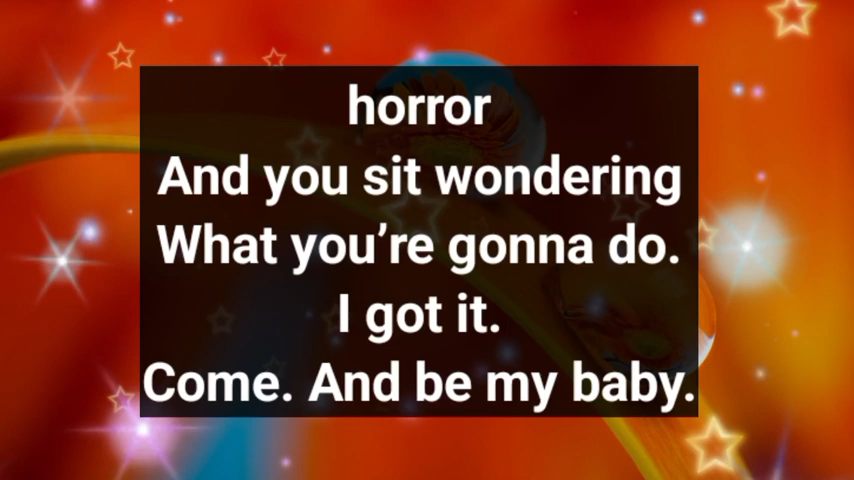 horror
And you sit wondering
What you’re gonna do.
I got it.
Come. And be my baby.